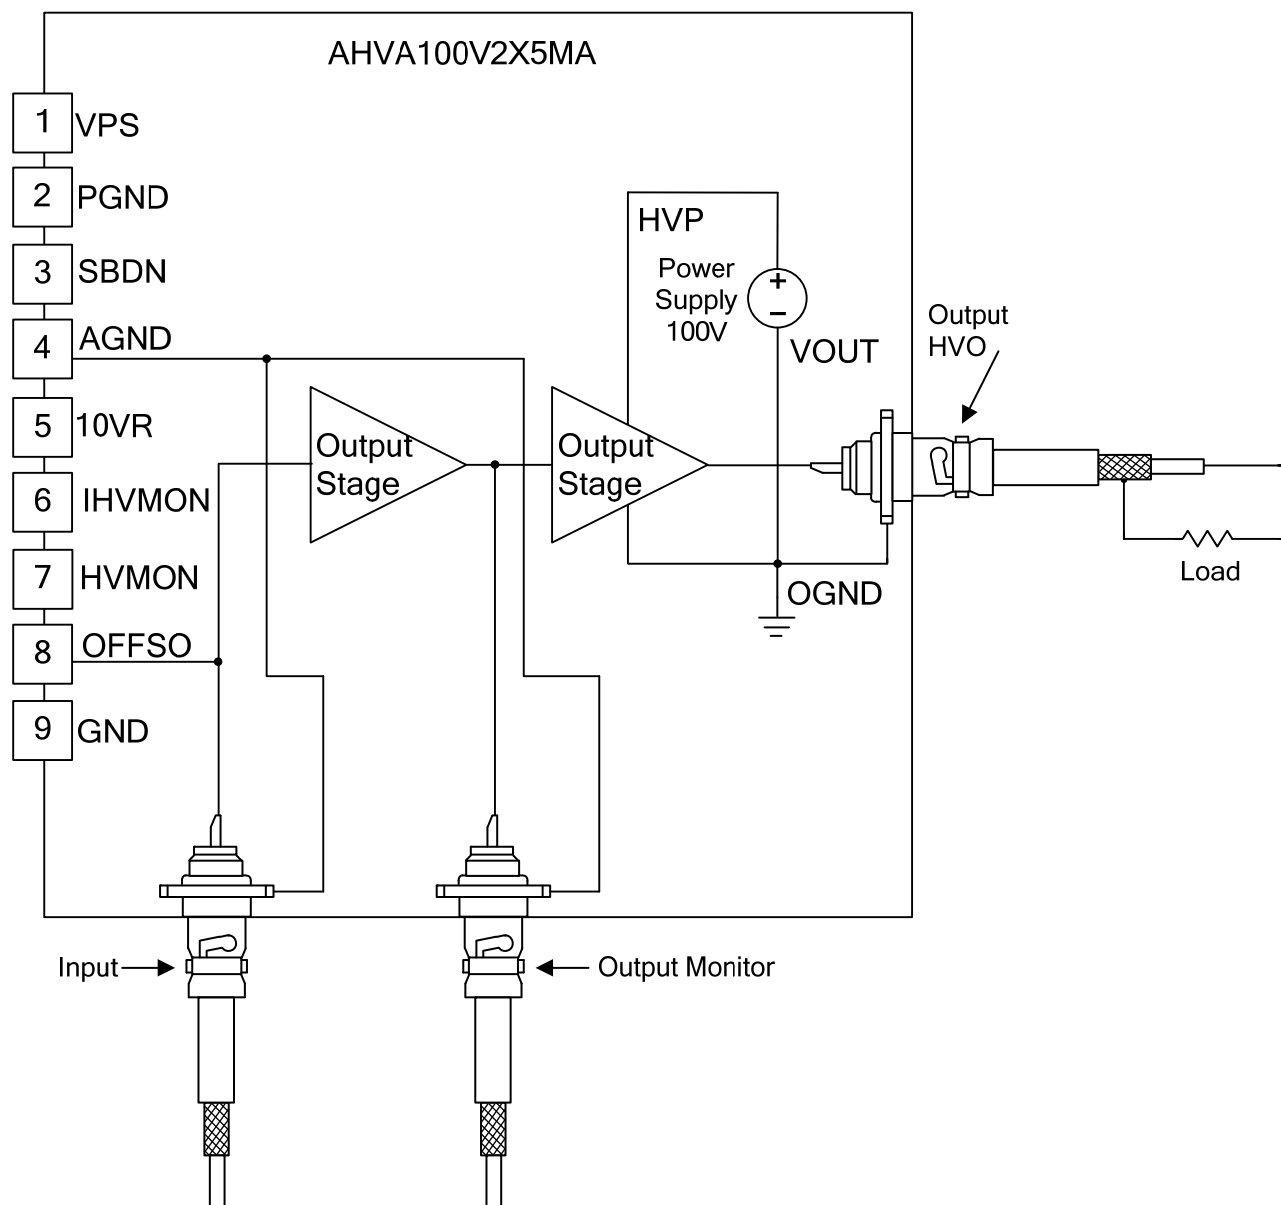 AHVA100V2X5MA
1 VPS
2 PGND
3 SBDN
4 AGND
5 10VR
6 IHVMON
7 HVMON
8 OFFSO
9 GND
HVP
Power
Supply
100V
+
−
VOUT
Output
HVO
Output
Stage
Output
Stage
OGND
Load
Input
Output Monitor